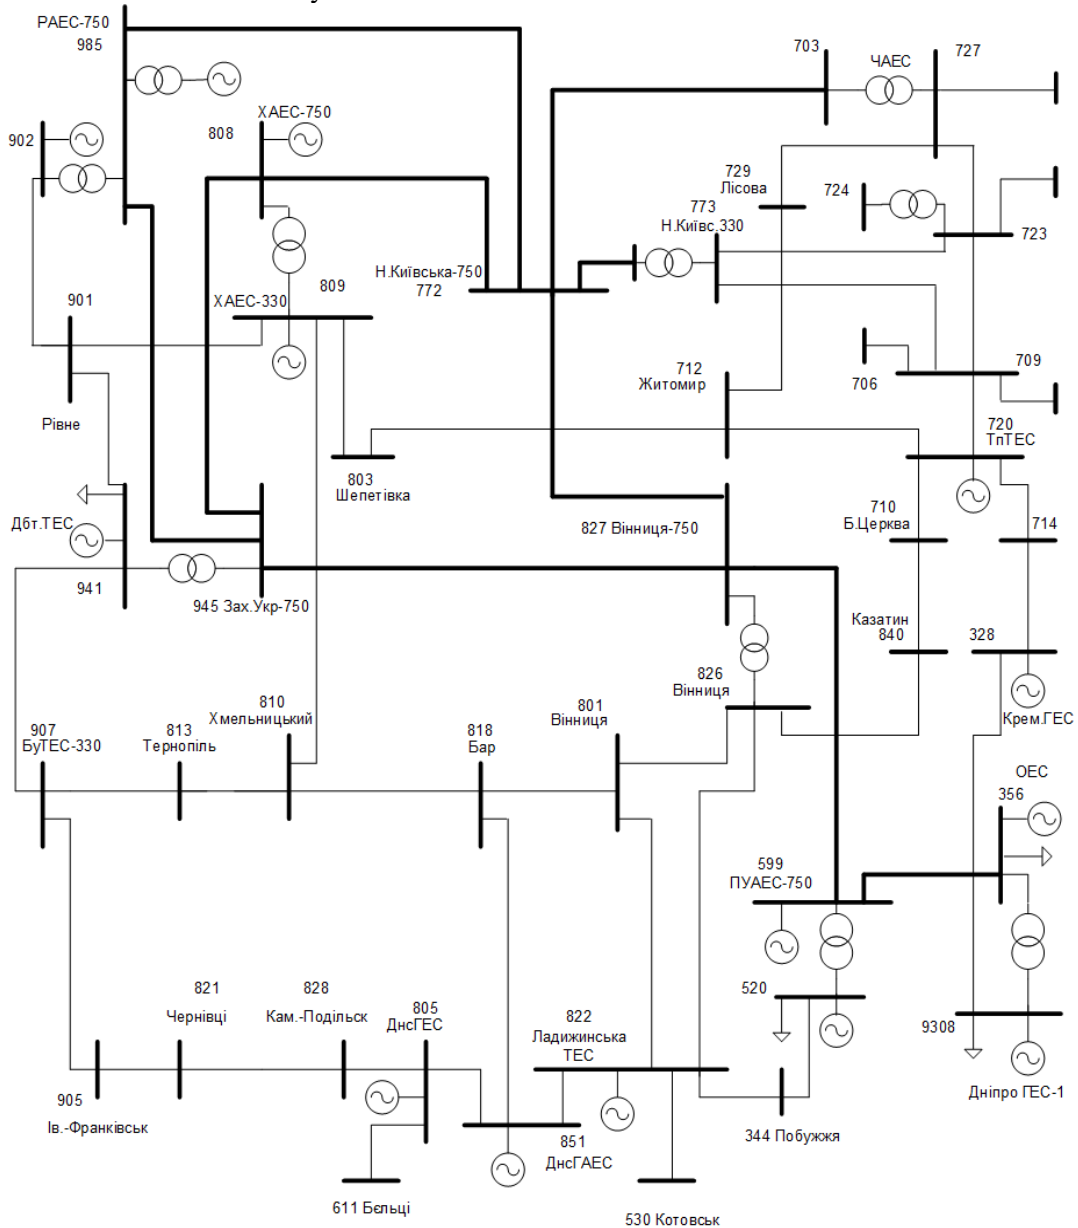 у
РАЕС-750
985
703
ЧАЕС
727
ХАЕС-750
808
902
729
Лісова
724
773
Н.Київс.330
723
Н.Київська-750
772
809
ХАЕС-330
901
712
Житомир
706
709
720
ТпТЕС
Рівне
803
Шепетівка
Дбт.ТЕС
827 Вінниця-750
710
Б.Церква
714
941
945 Зах.Укр-750
Казатин
840
328
826
Вінниця
810
Хмельницький
801
Вінниця
907
БуТЕС-330
813
Тернопіль
818
Бар
Крем.ГЕС
ОЕС
356
599
ПУАЕС-750
520
821
Чернівці
828
Кам.-Подільск
805
ДнсГЕС
822
Ладижинська
ТЕС
9308
Дніпро ГЕС-1
905
Ів.-Франківськ
851
ДнсГАЕС
344 Побужжя
611 Бєльці
530 Котовськ